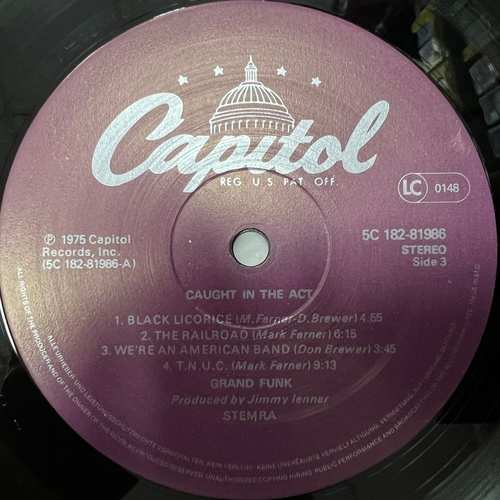 Capitol
REG. U.S. PAT. OFF.
LC 0148
℗ 1975 Capitol
Records, Inc.
(5C 182-81986-A)
5C 182-81986
STEREO
Side 3
CAUGHT IN THE ACT
1. BLACK LICORICE (M. Farner-D. Brewer) 4:55
2. THE RAILROAD (Mark Farner) 6:15
3. WE'RE AN AMERICAN BAND (Don Brewer) 3:45
4. T.N.U.C. (Mark Farner) 9:13
GRAND FUNK
Produced by Jimmy Ienner
STEMRA